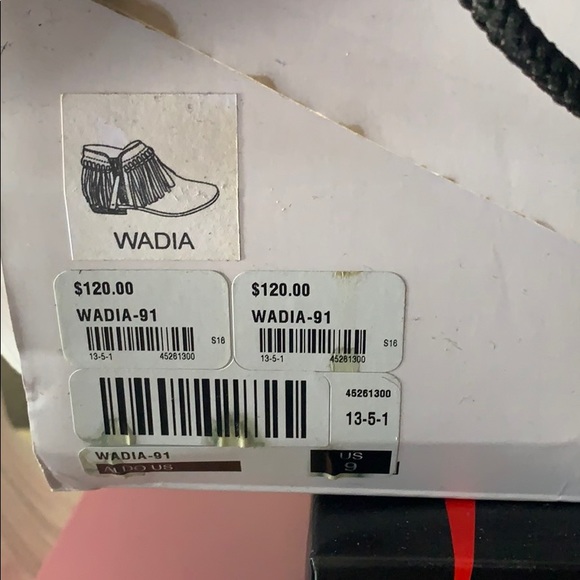 WADIA
$120.00
WADIA-91
S16
13-5-1 45261300
$120.00
WADIA-91
S16
13-5-1 45261300
45261300
13-5-1
WADIA-91
ALDO US
US
9